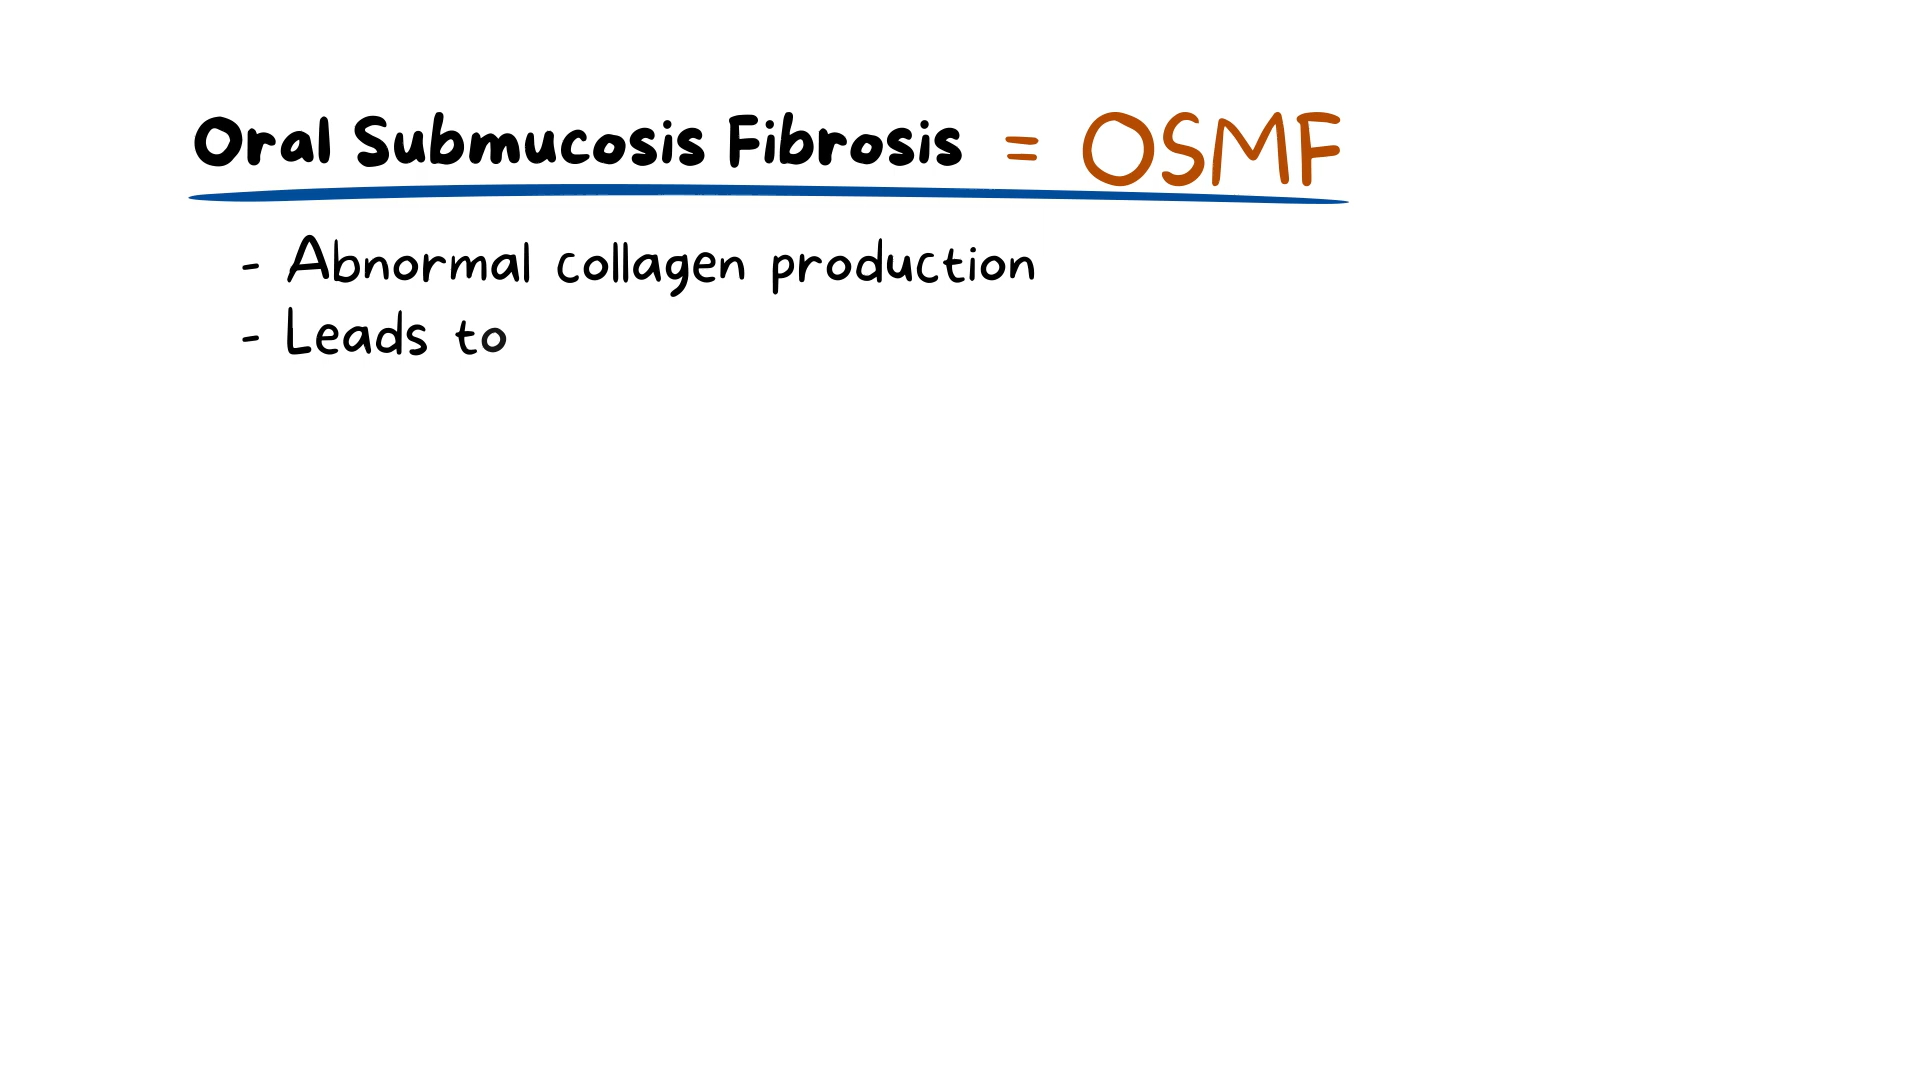 Oral Submucosis Fibrosis = OSMF
- Abnormal collagen production
- Leads to